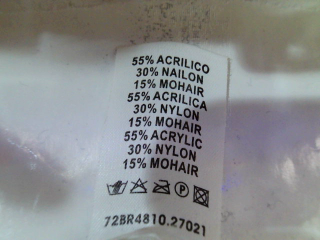 55% ACRILICO
30% NAILON
15% MOHAIR
55% ACRILICA
30% NYLON
15% MOHAIR
55% ACRYLIC
30% NYLON
15% MOHAIR
P
72BR4810.27021